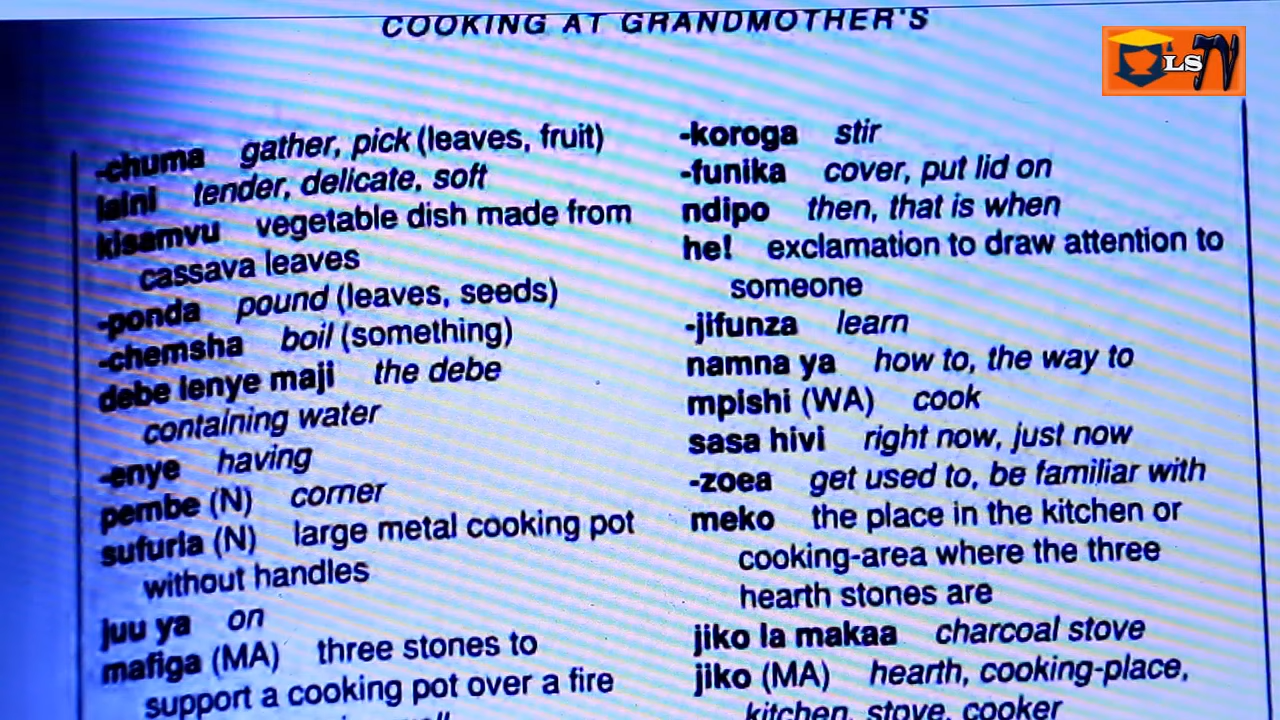 COOKING AT GRANDMOTHER'S
LSTV
-chuma gather, pick (leaves, fruit)
laini tender, delicate, soft
kisamvu vegetable dish made from
cassava leaves
-ponda pound (leaves, seeds)
-chemsha boil (something)
debe lenye maji the debe
containing water
-enye having
pembe (N) corner
sufuria (N) large metal cooking pot
without handles
juu ya on
mafiga (MA) three stones to
support a cooking pot over a fire
-koroga stir
-funika cover, put lid on
ndipo then, that is when
he! exclamation to draw attention to
someone
-jifunza learn
namna ya how to, the way to
mpishi (WA) cook
sasa hivi right now, just now
-zoea get used to, be familiar with
meko the place in the kitchen or
cooking-area where the three
hearth stones are
jiko la makaa charcoal stove
jiko (MA) hearth, cooking-place,
kitchen, stove, cooker